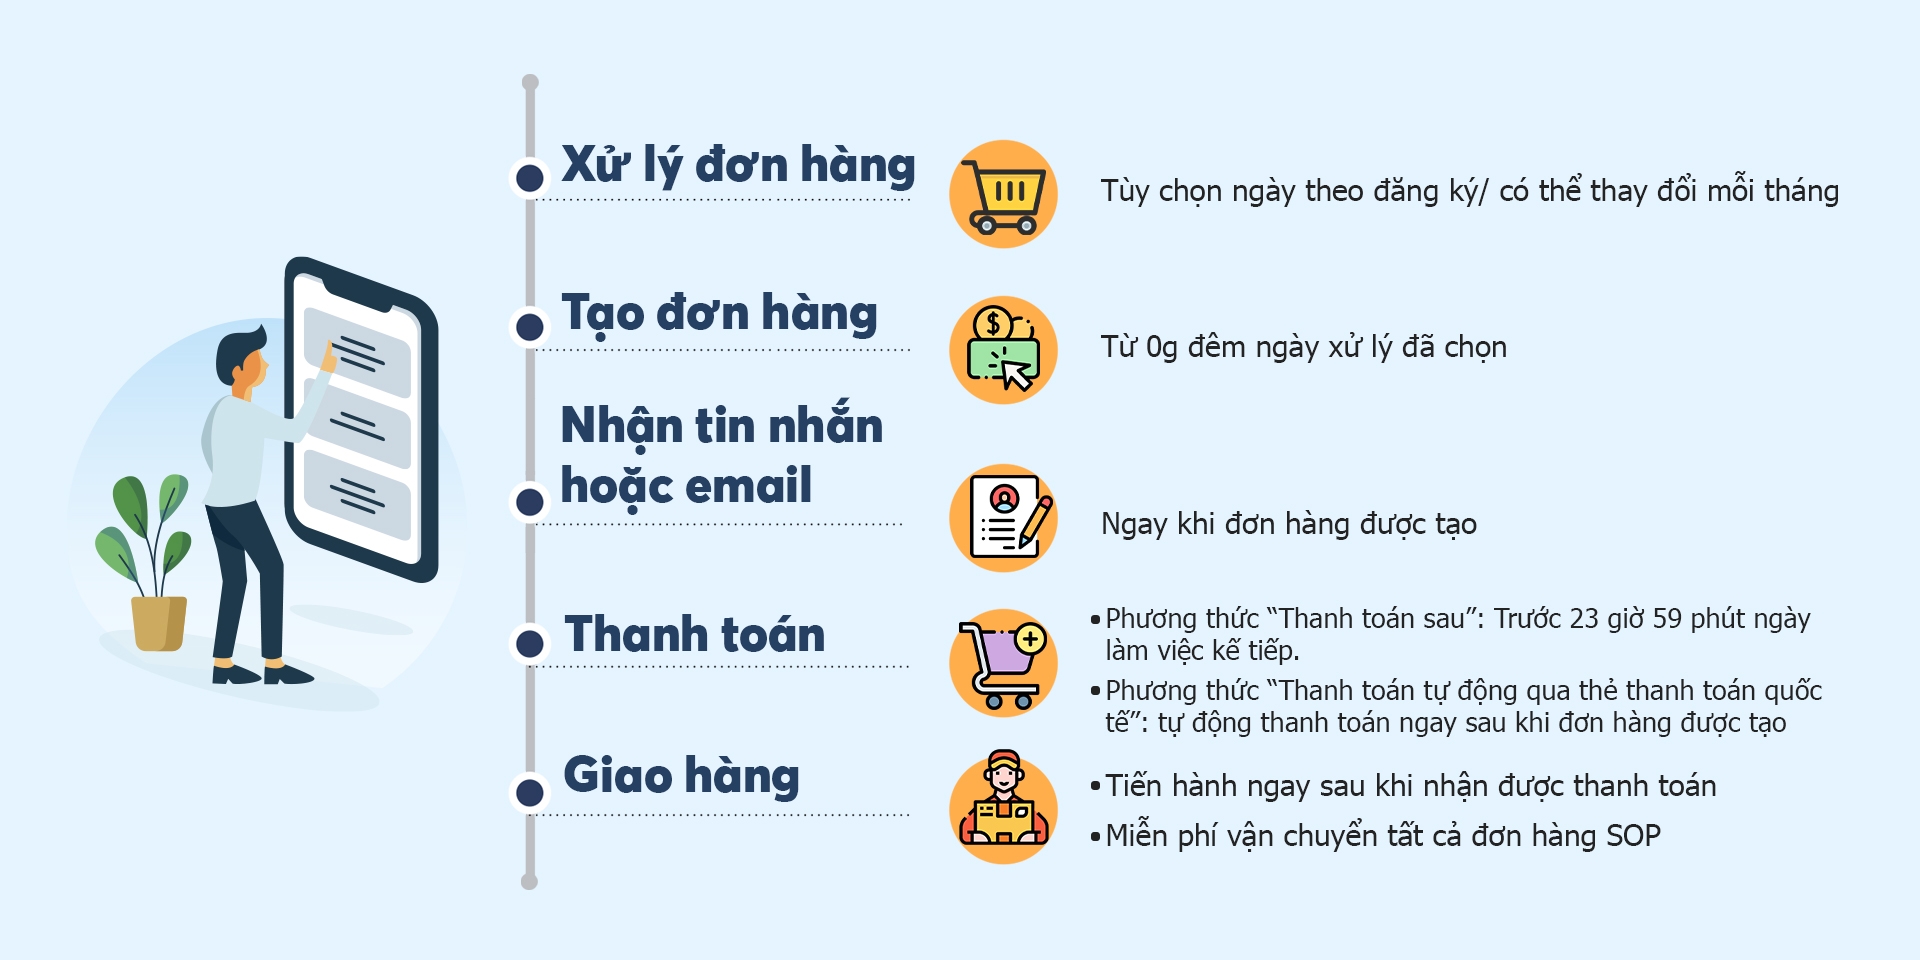 Xử lý đơn hàng
Tùy chọn ngày theo đăng ký/ có thể thay đổi mỗi tháng
Tạo đơn hàng
Từ 0g đêm ngày xử lý đã chọn
Nhận tin nhắn
hoặc email
Ngay khi đơn hàng được tạo
Thanh toán
• Phương thức “Thanh toán sau”: Trước 23 giờ 59 phút ngày
làm việc kế tiếp.
• Phương thức “Thanh toán tự động qua thẻ thanh toán quốc
tế”: tự động thanh toán ngay sau khi đơn hàng được tạo
Giao hàng
• Tiến hành ngay sau khi nhận được thanh toán
• Miễn phí vận chuyển tất cả đơn hàng SOP